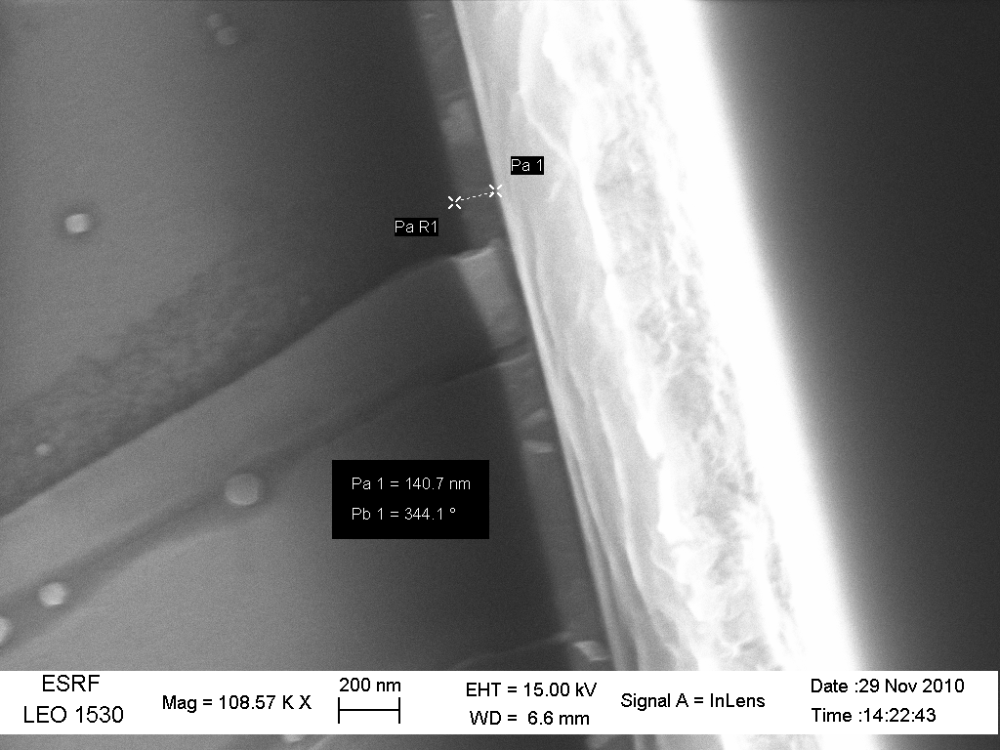 Pa 1
Pa R1
Pa 1 = 140.7 nm
Pb 1 = 344.1 º
ESRF
LEO 1530
Mag = 108.57 K X
200 nm
EHT = 15.00 kV
WD = 6.6 mm
Signal A = InLens
Date :29 Nov 2010
Time :14:22:43